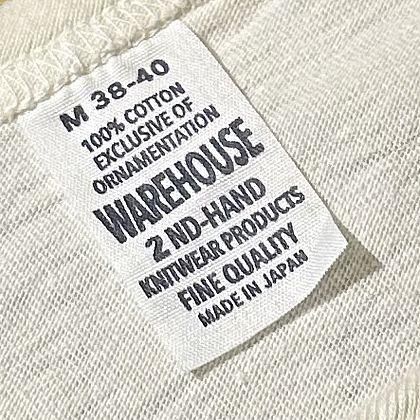 M 38-40
100% COTTON
EXCLUSIVE OF
ORNAMENTATION
WAREHOUSE
2 ND-HAND
KNITWEAR PRODUCTS
FINE QUALITY
MADE IN JAPAN